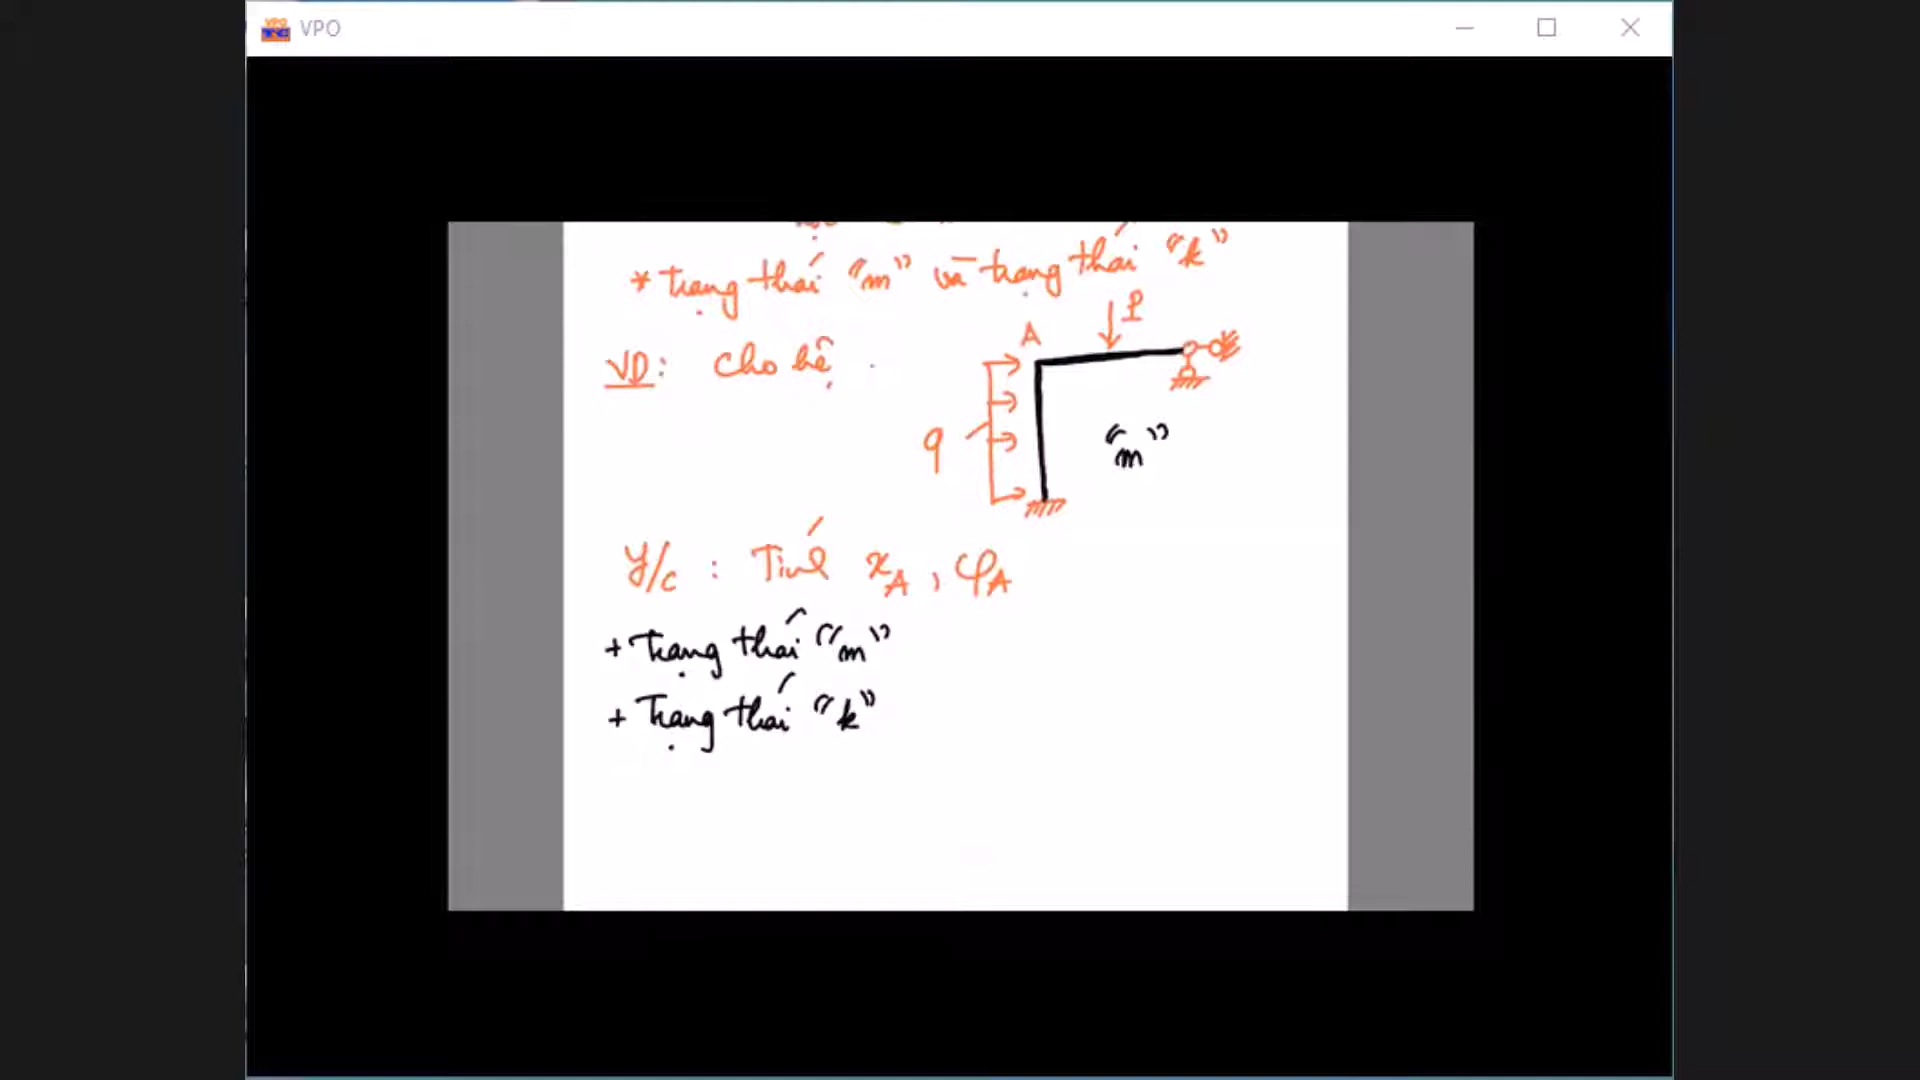 VPO
* Trạng thái "m" và trạng thái "k"
VD: Cho hệ
A
P
q
"m"
Y/c: Tính x_A, φ_A
+ Trạng thái "m"
+ Trạng thái "k"